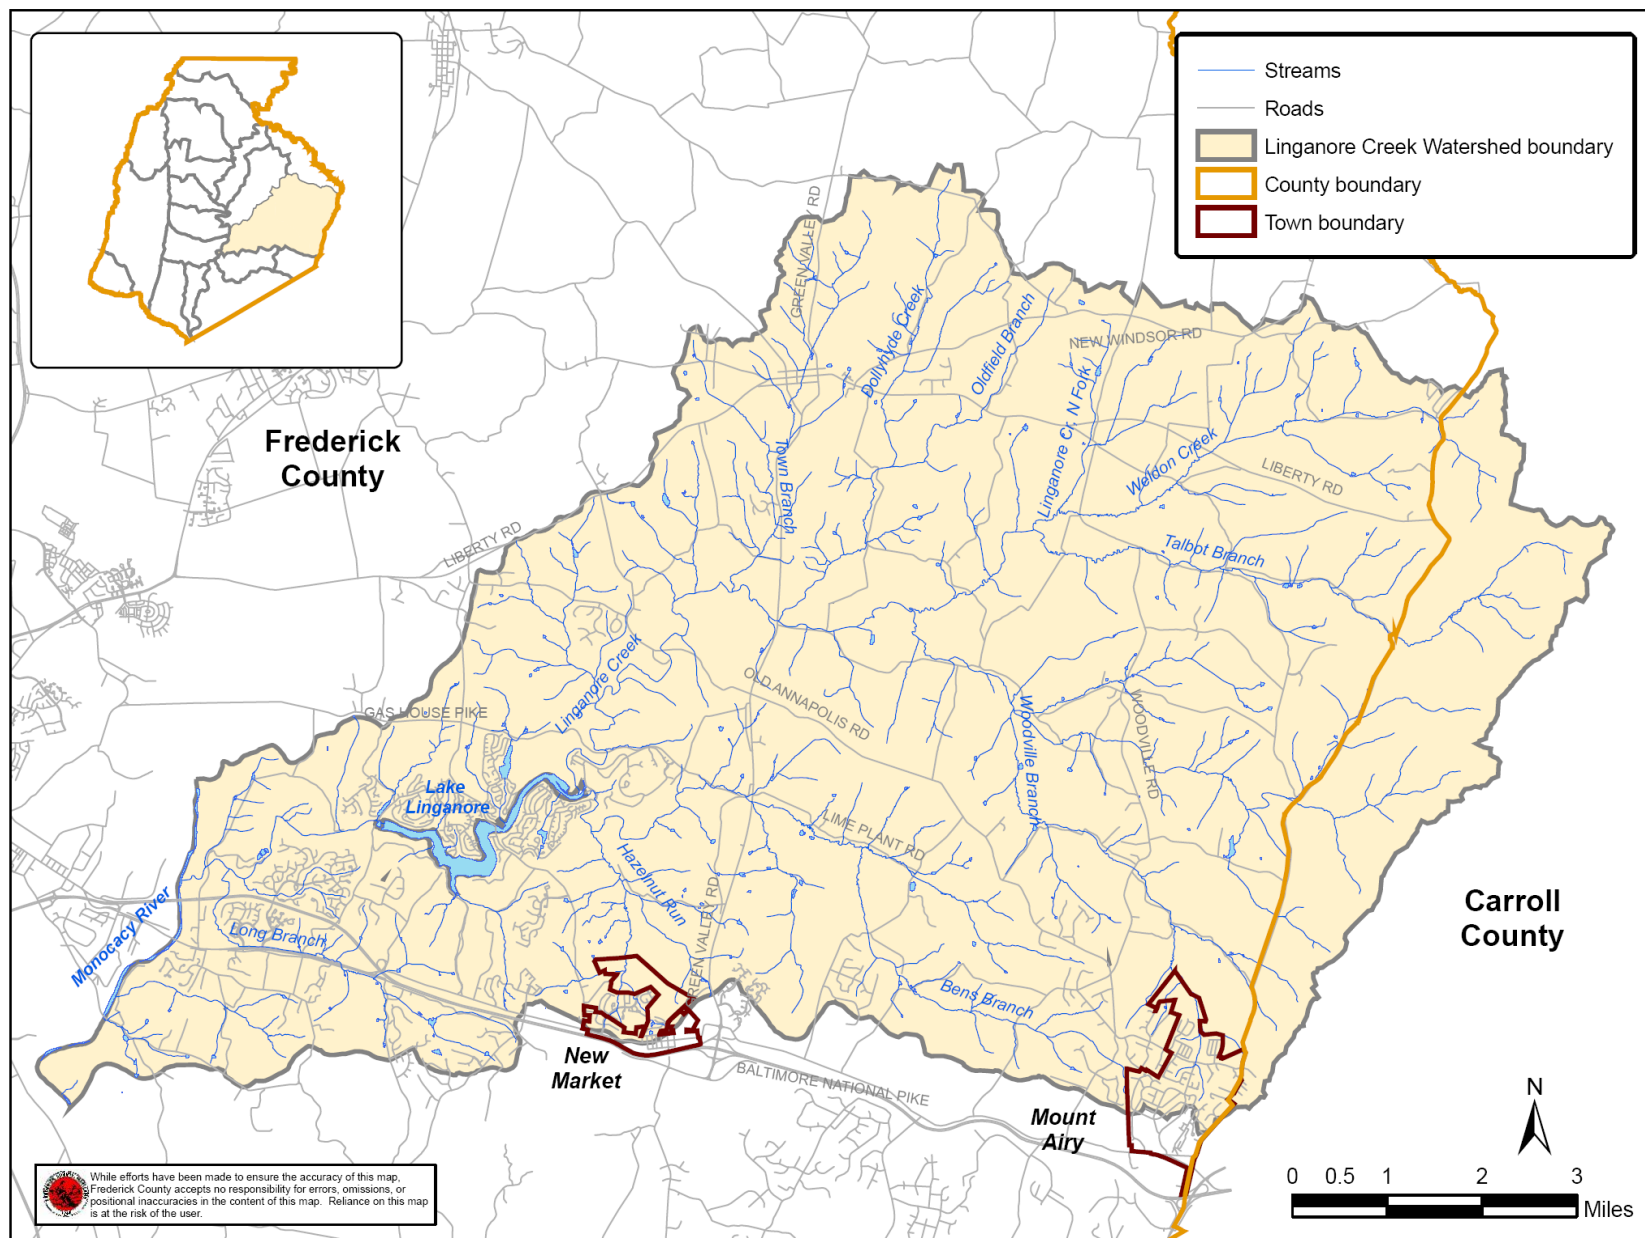 Streams
Roads
Linganore Creek Watershed boundary
County boundary
Town boundary
GREEN VALLEY RD
Dollyhyde Creek
Oldfield Branch
NEW WINDSOR RD
Linganore Cr, N Fork
Frederick
County
Town Branch
Weldon Creek
LIBERTY RD
LIBERTY RD
Talbot Branch
Linganore Creek
OLD ANNAPOLIS RD
GAS HOUSE PIKE
Woodville Branch
WOODVILLE RD
Lake
Linganore
LIME PLANT RD
Hazelnut Run
Carroll
County
Monocacy River
Long Branch
GREEN VALLEY RD
Bens Branch
New
Market
BALTIMORE NATIONAL PIKE
Mount
Airy
N
0 0.5 1 2 3
Miles
While efforts have been made to ensure the accuracy of this map,
Frederick County accepts no responsibility for errors, omissions, or
positional inaccuracies in the content of this map. Reliance on this map
is at the risk of the user.